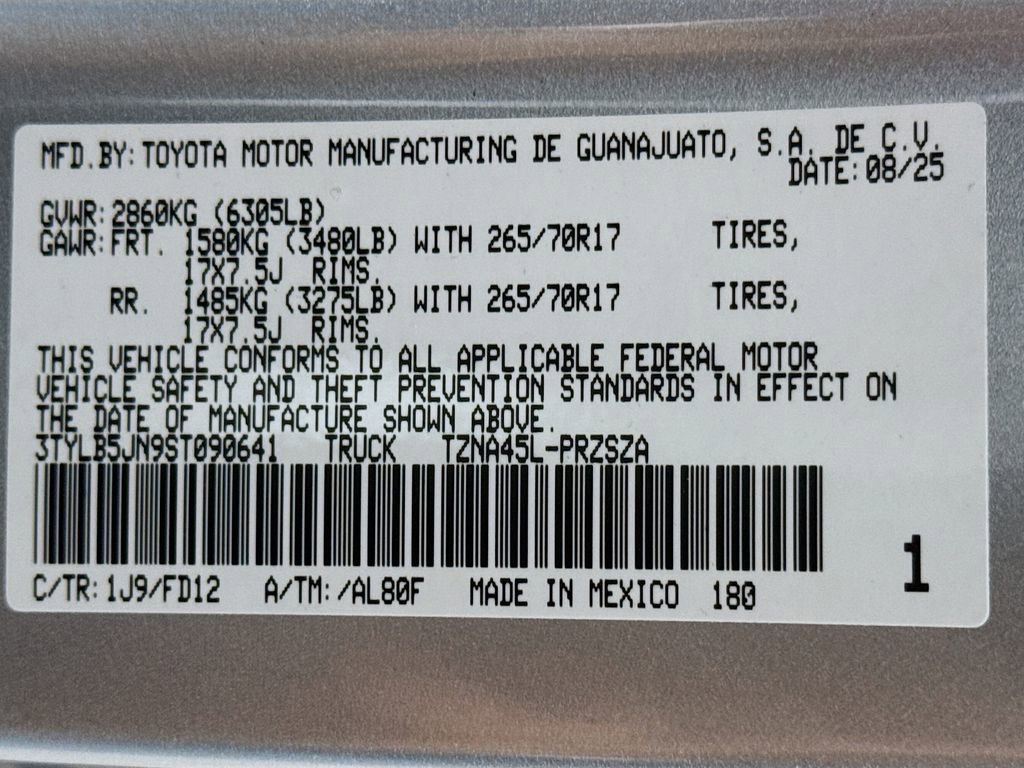 MFD.BY: TOYOTA MOTOR MANUFACTURING DE GUANAJUATO, S.A. DE C.V.
DATE: 08/25
GVWR: 2860KG (6305LB)
GAWR: FRT. 1580KG (3480LB) WITH 265/70R17 TIRES,
17X7.5J RIMS.
RR. 1485KG (3275LB) WITH 265/70R17 TIRES,
17X7.5J RIMS.
THIS VEHICLE CONFORMS TO ALL APPLICABLE FEDERAL MOTOR
VEHICLE SAFETY AND THEFT PREVENTION STANDARDS IN EFFECT ON
THE DATE OF MANUFACTURE SHOWN ABOVE.
3TYLB5JN9ST090641 TRUCK TZNA45L-PRZSZA
C/TR: 1J9/FD12 A/TM: /AL80F MADE IN MEXICO 180
1